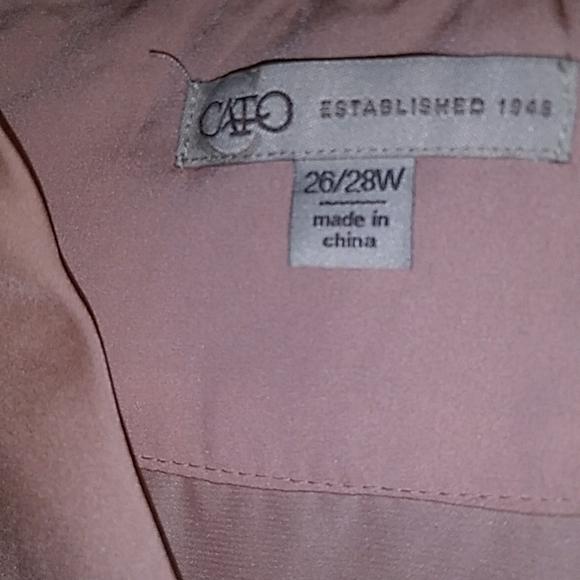 CATO ESTABLISHED 1946
26/28W
made in
china